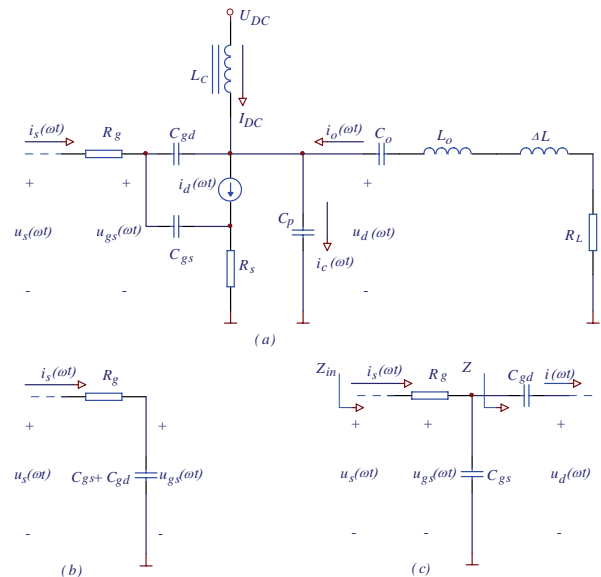 U_DC
L_C
I_DC
i_s(ωt)
R_g
C_gd
i_o(ωt)
C_o
L_o
ΔL
+
+
i_d(ωt)
+
u_s(ωt)
u_gs(ωt)
C_gs
R_s
C_p
i_c(ωt)
u_d(ωt)
R_L
-
-
-
(a)
i_s(ωt)
R_g
+
+
u_s(ωt)
C_gs+ C_gd
u_gs(ωt)
-
-
(b)
Z_in
i_s(ωt)
R_g
Z
C_gd
i(ωt)
+
+
+
u_s(ωt)
u_gs(ωt)
C_gs
u_d(ωt)
-
-
-
(c)